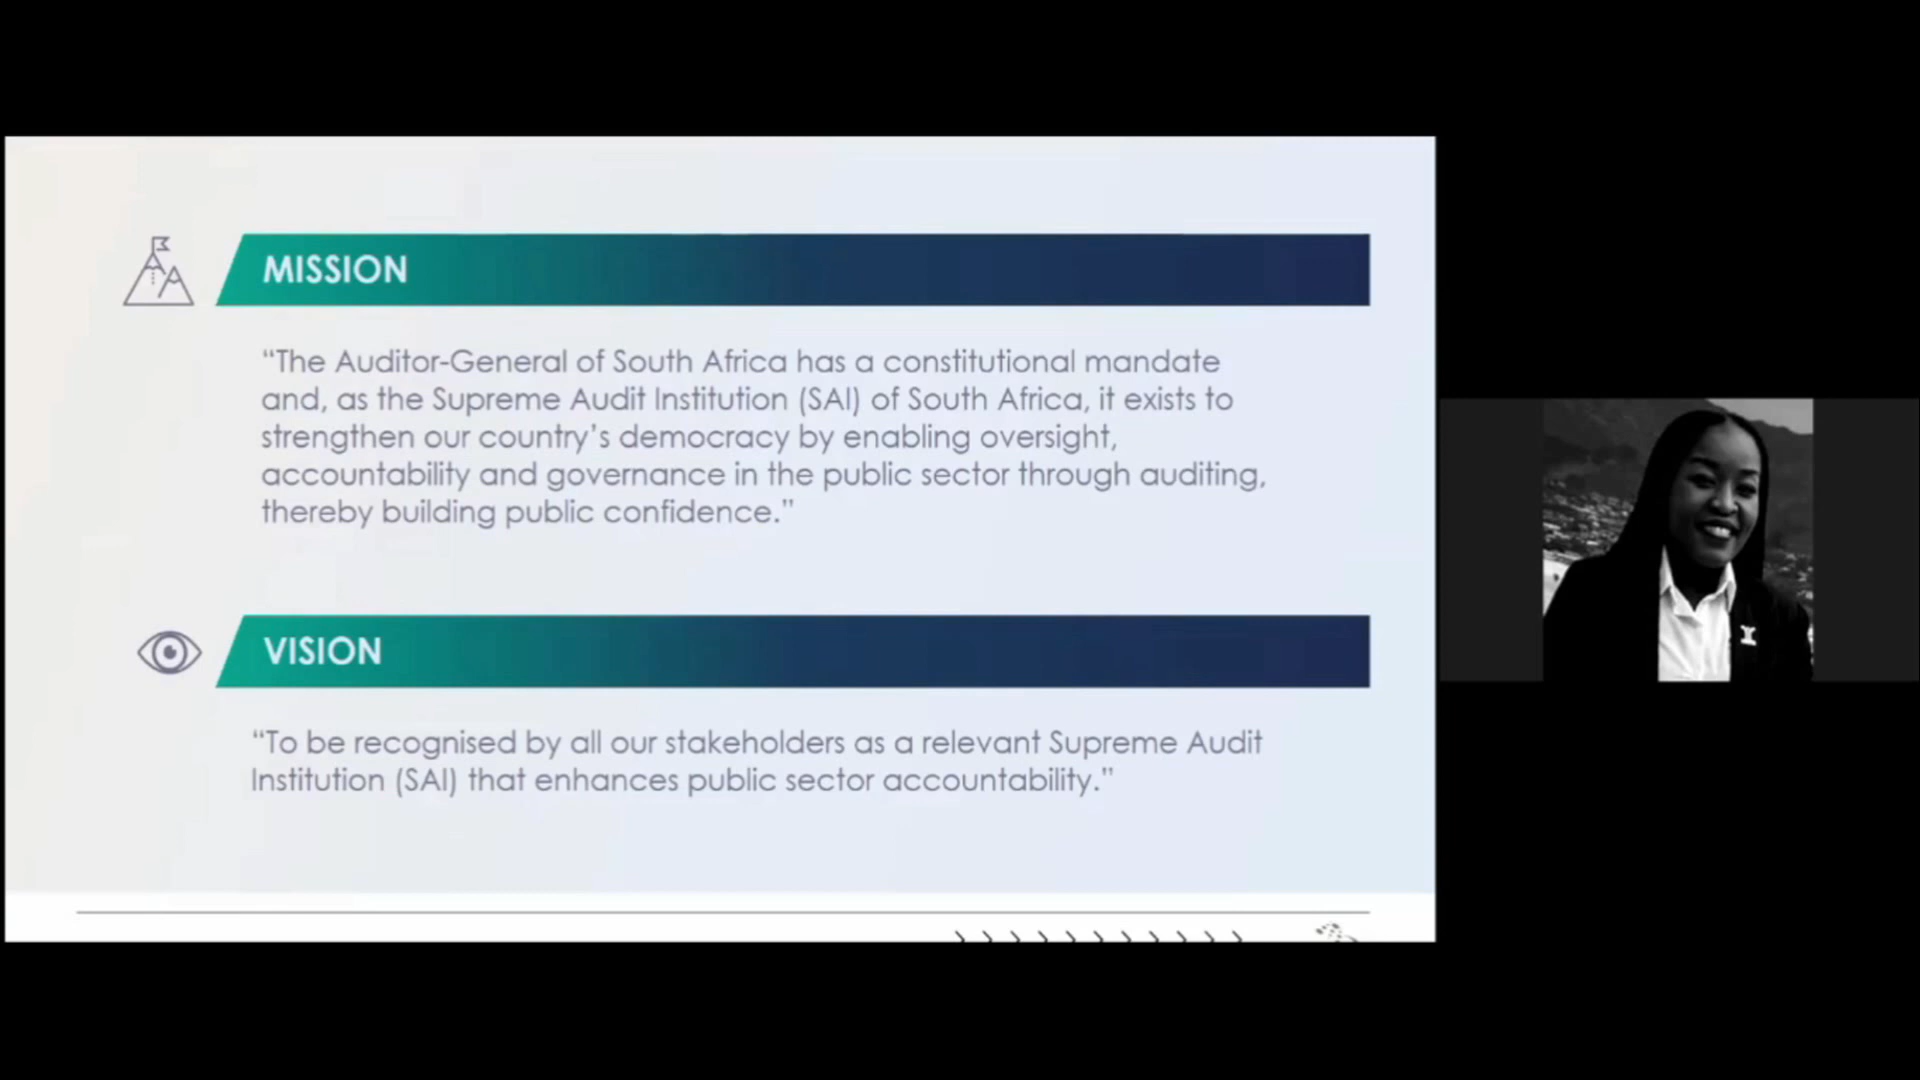 MISSION
“The Auditor-General of South Africa has a constitutional mandate
and, as the Supreme Audit Institution (SAI) of South Africa, it exists to
strengthen our country’s democracy by enabling oversight,
accountability and governance in the public sector through auditing,
thereby building public confidence.”
VISION
“To be recognised by all our stakeholders as a relevant Supreme Audit
Institution (SAI) that enhances public sector accountability.”